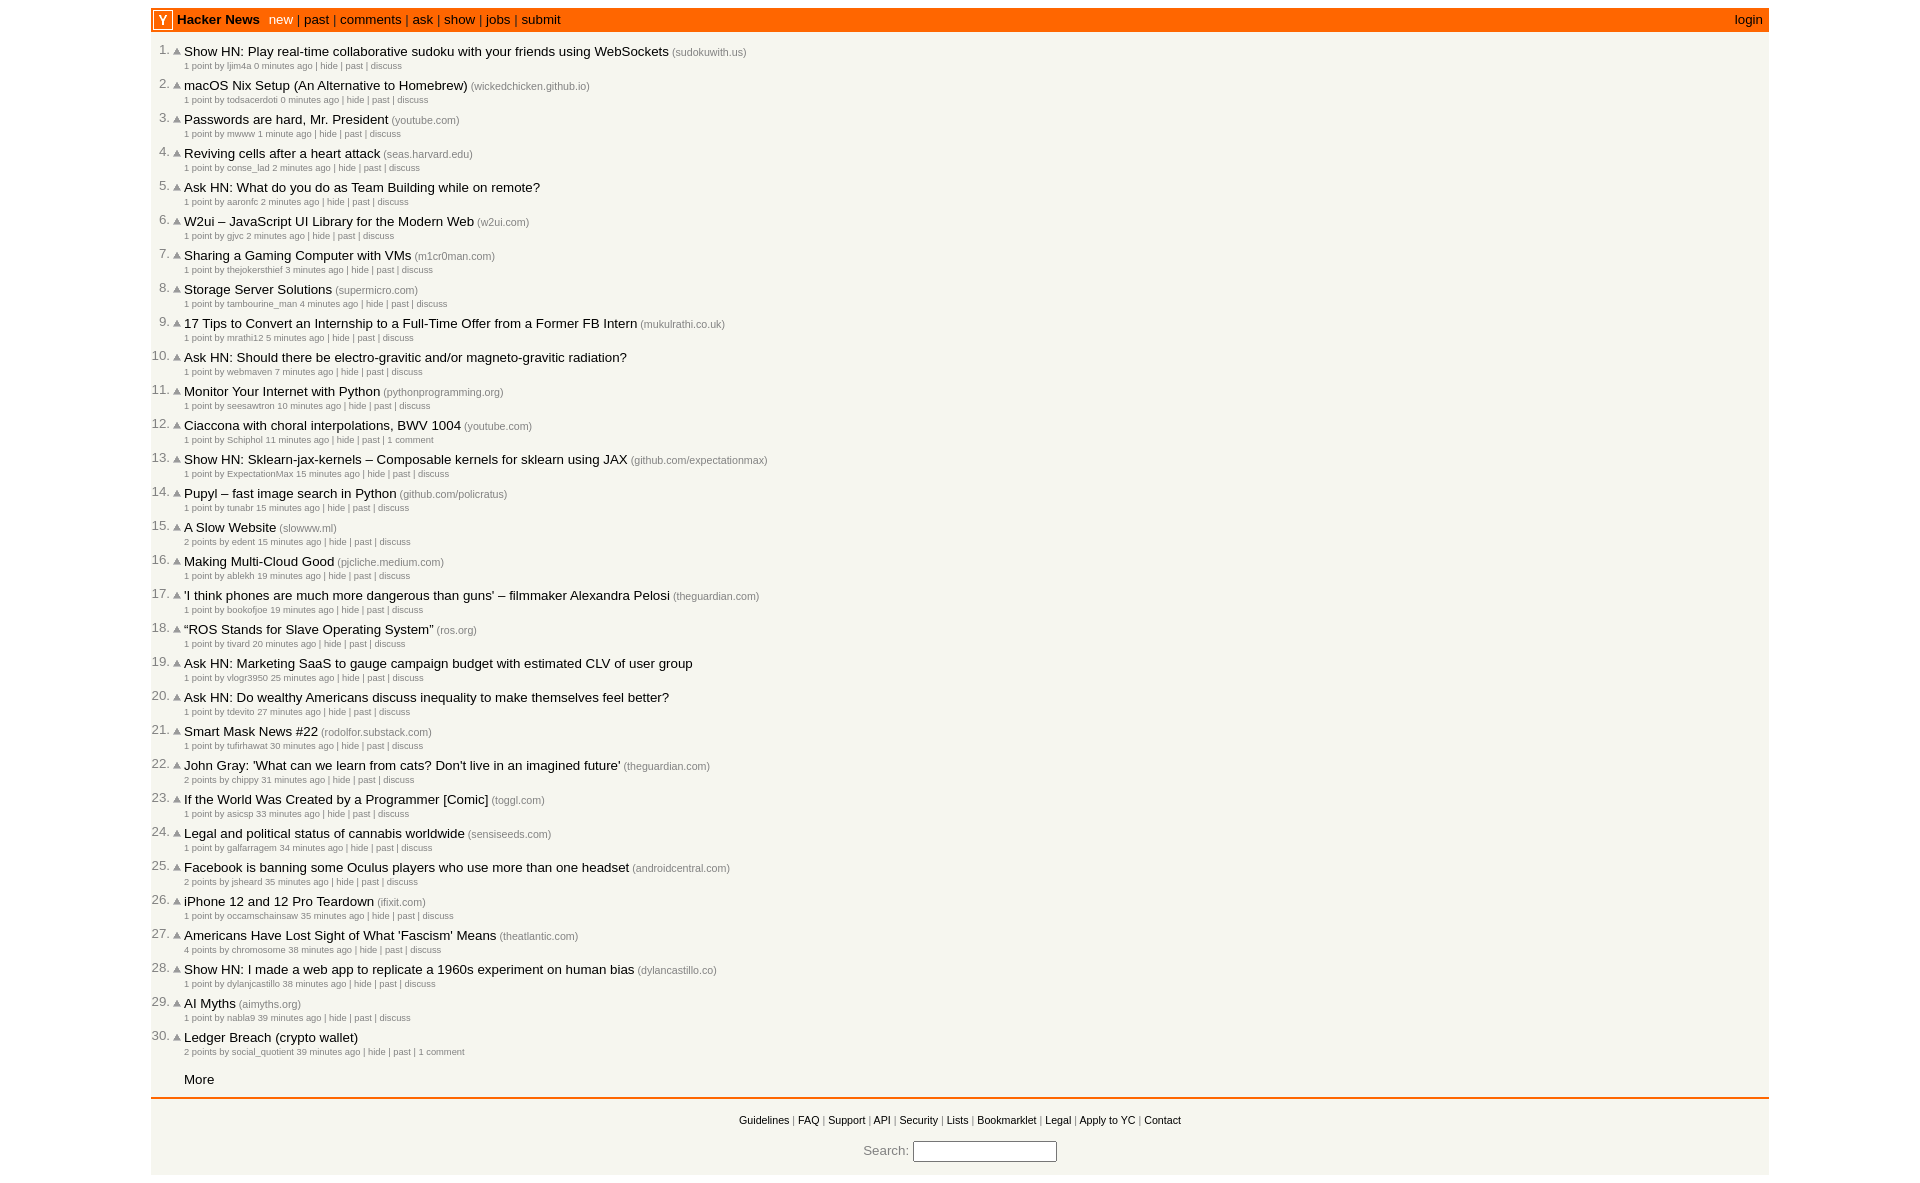 Y Hacker News new | past | comments | ask | show | jobs | submit login
1. Show HN: Play real-time collaborative sudoku with your friends using WebSockets (sudokuwith.us)
1 point by ljim4a 0 minutes ago | hide | past | discuss
2. macOS Nix Setup (An Alternative to Homebrew) (wickedchicken.github.io)
1 point by todsacerdoti 0 minutes ago | hide | past | discuss
3. Passwords are hard, Mr. President (youtube.com)
1 point by mwww 1 minute ago | hide | past | discuss
4. Reviving cells after a heart attack (seas.harvard.edu)
1 point by conse_lad 2 minutes ago | hide | past | discuss
5. Ask HN: What do you do as Team Building while on remote?
1 point by aaronfc 2 minutes ago | hide | past | discuss
6. W2ui – JavaScript UI Library for the Modern Web (w2ui.com)
1 point by gjvc 2 minutes ago | hide | past | discuss
7. Sharing a Gaming Computer with VMs (m1cr0man.com)
1 point by thejokersthief 3 minutes ago | hide | past | discuss
8. Storage Server Solutions (supermicro.com)
1 point by tambourine_man 4 minutes ago | hide | past | discuss
9. 17 Tips to Convert an Internship to a Full-Time Offer from a Former FB Intern (mukulrathi.co.uk)
1 point by mrathi12 5 minutes ago | hide | past | discuss
10. Ask HN: Should there be electro-gravitic and/or magneto-gravitic radiation?
1 point by webmaven 7 minutes ago | hide | past | discuss
11. Monitor Your Internet with Python (pythonprogramming.org)
1 point by seesawtron 10 minutes ago | hide | past | discuss
12. Ciaccona with choral interpolations, BWV 1004 (youtube.com)
1 point by Schiphol 11 minutes ago | hide | past | 1 comment
13. Show HN: Sklearn-jax-kernels – Composable kernels for sklearn using JAX (github.com/expectationmax)
1 point by ExpectationMax 15 minutes ago | hide | past | discuss
14. Pupyl – fast image search in Python (github.com/policratus)
1 point by tunabr 15 minutes ago | hide | past | discuss
15. A Slow Website (slowww.ml)
2 points by edent 15 minutes ago | hide | past | discuss
16. Making Multi-Cloud Good (pjcliche.medium.com)
1 point by ablekh 19 minutes ago | hide | past | discuss
17. 'I think phones are much more dangerous than guns' – filmmaker Alexandra Pelosi (theguardian.com)
1 point by bookofjoe 19 minutes ago | hide | past | discuss
18. “ROS Stands for Slave Operating System” (ros.org)
1 point by tivard 20 minutes ago | hide | past | discuss
19. Ask HN: Marketing SaaS to gauge campaign budget with estimated CLV of user group
1 point by vlogr3950 25 minutes ago | hide | past | discuss
20. Ask HN: Do wealthy Americans discuss inequality to make themselves feel better?
1 point by tdevito 27 minutes ago | hide | past | discuss
21. Smart Mask News #22 (rodolfor.substack.com)
1 point by tufirhawat 30 minutes ago | hide | past | discuss
22. John Gray: 'What can we learn from cats? Don't live in an imagined future' (theguardian.com)
2 points by chippy 31 minutes ago | hide | past | discuss
23. If the World Was Created by a Programmer [Comic] (toggl.com)
1 point by asicsp 33 minutes ago | hide | past | discuss
24. Legal and political status of cannabis worldwide (sensiseeds.com)
1 point by galfarragem 34 minutes ago | hide | past | discuss
25. Facebook is banning some Oculus players who use more than one headset (androidcentral.com)
2 points by jsheard 35 minutes ago | hide | past | discuss
26. iPhone 12 and 12 Pro Teardown (ifixit.com)
1 point by occamschainsaw 35 minutes ago | hide | past | discuss
27. Americans Have Lost Sight of What 'Fascism' Means (theatlantic.com)
4 points by chromosome 38 minutes ago | hide | past | discuss
28. Show HN: I made a web app to replicate a 1960s experiment on human bias (dylancastillo.co)
1 point by dylanjcastillo 38 minutes ago | hide | past | discuss
29. AI Myths (aimyths.org)
1 point by nabla9 39 minutes ago | hide | past | discuss
30. Ledger Breach (crypto wallet)
2 points by social_quotient 39 minutes ago | hide | past | 1 comment
More
Guidelines | FAQ | Support | API | Security | Lists | Bookmarklet | Legal | Apply to YC | Contact
Search: